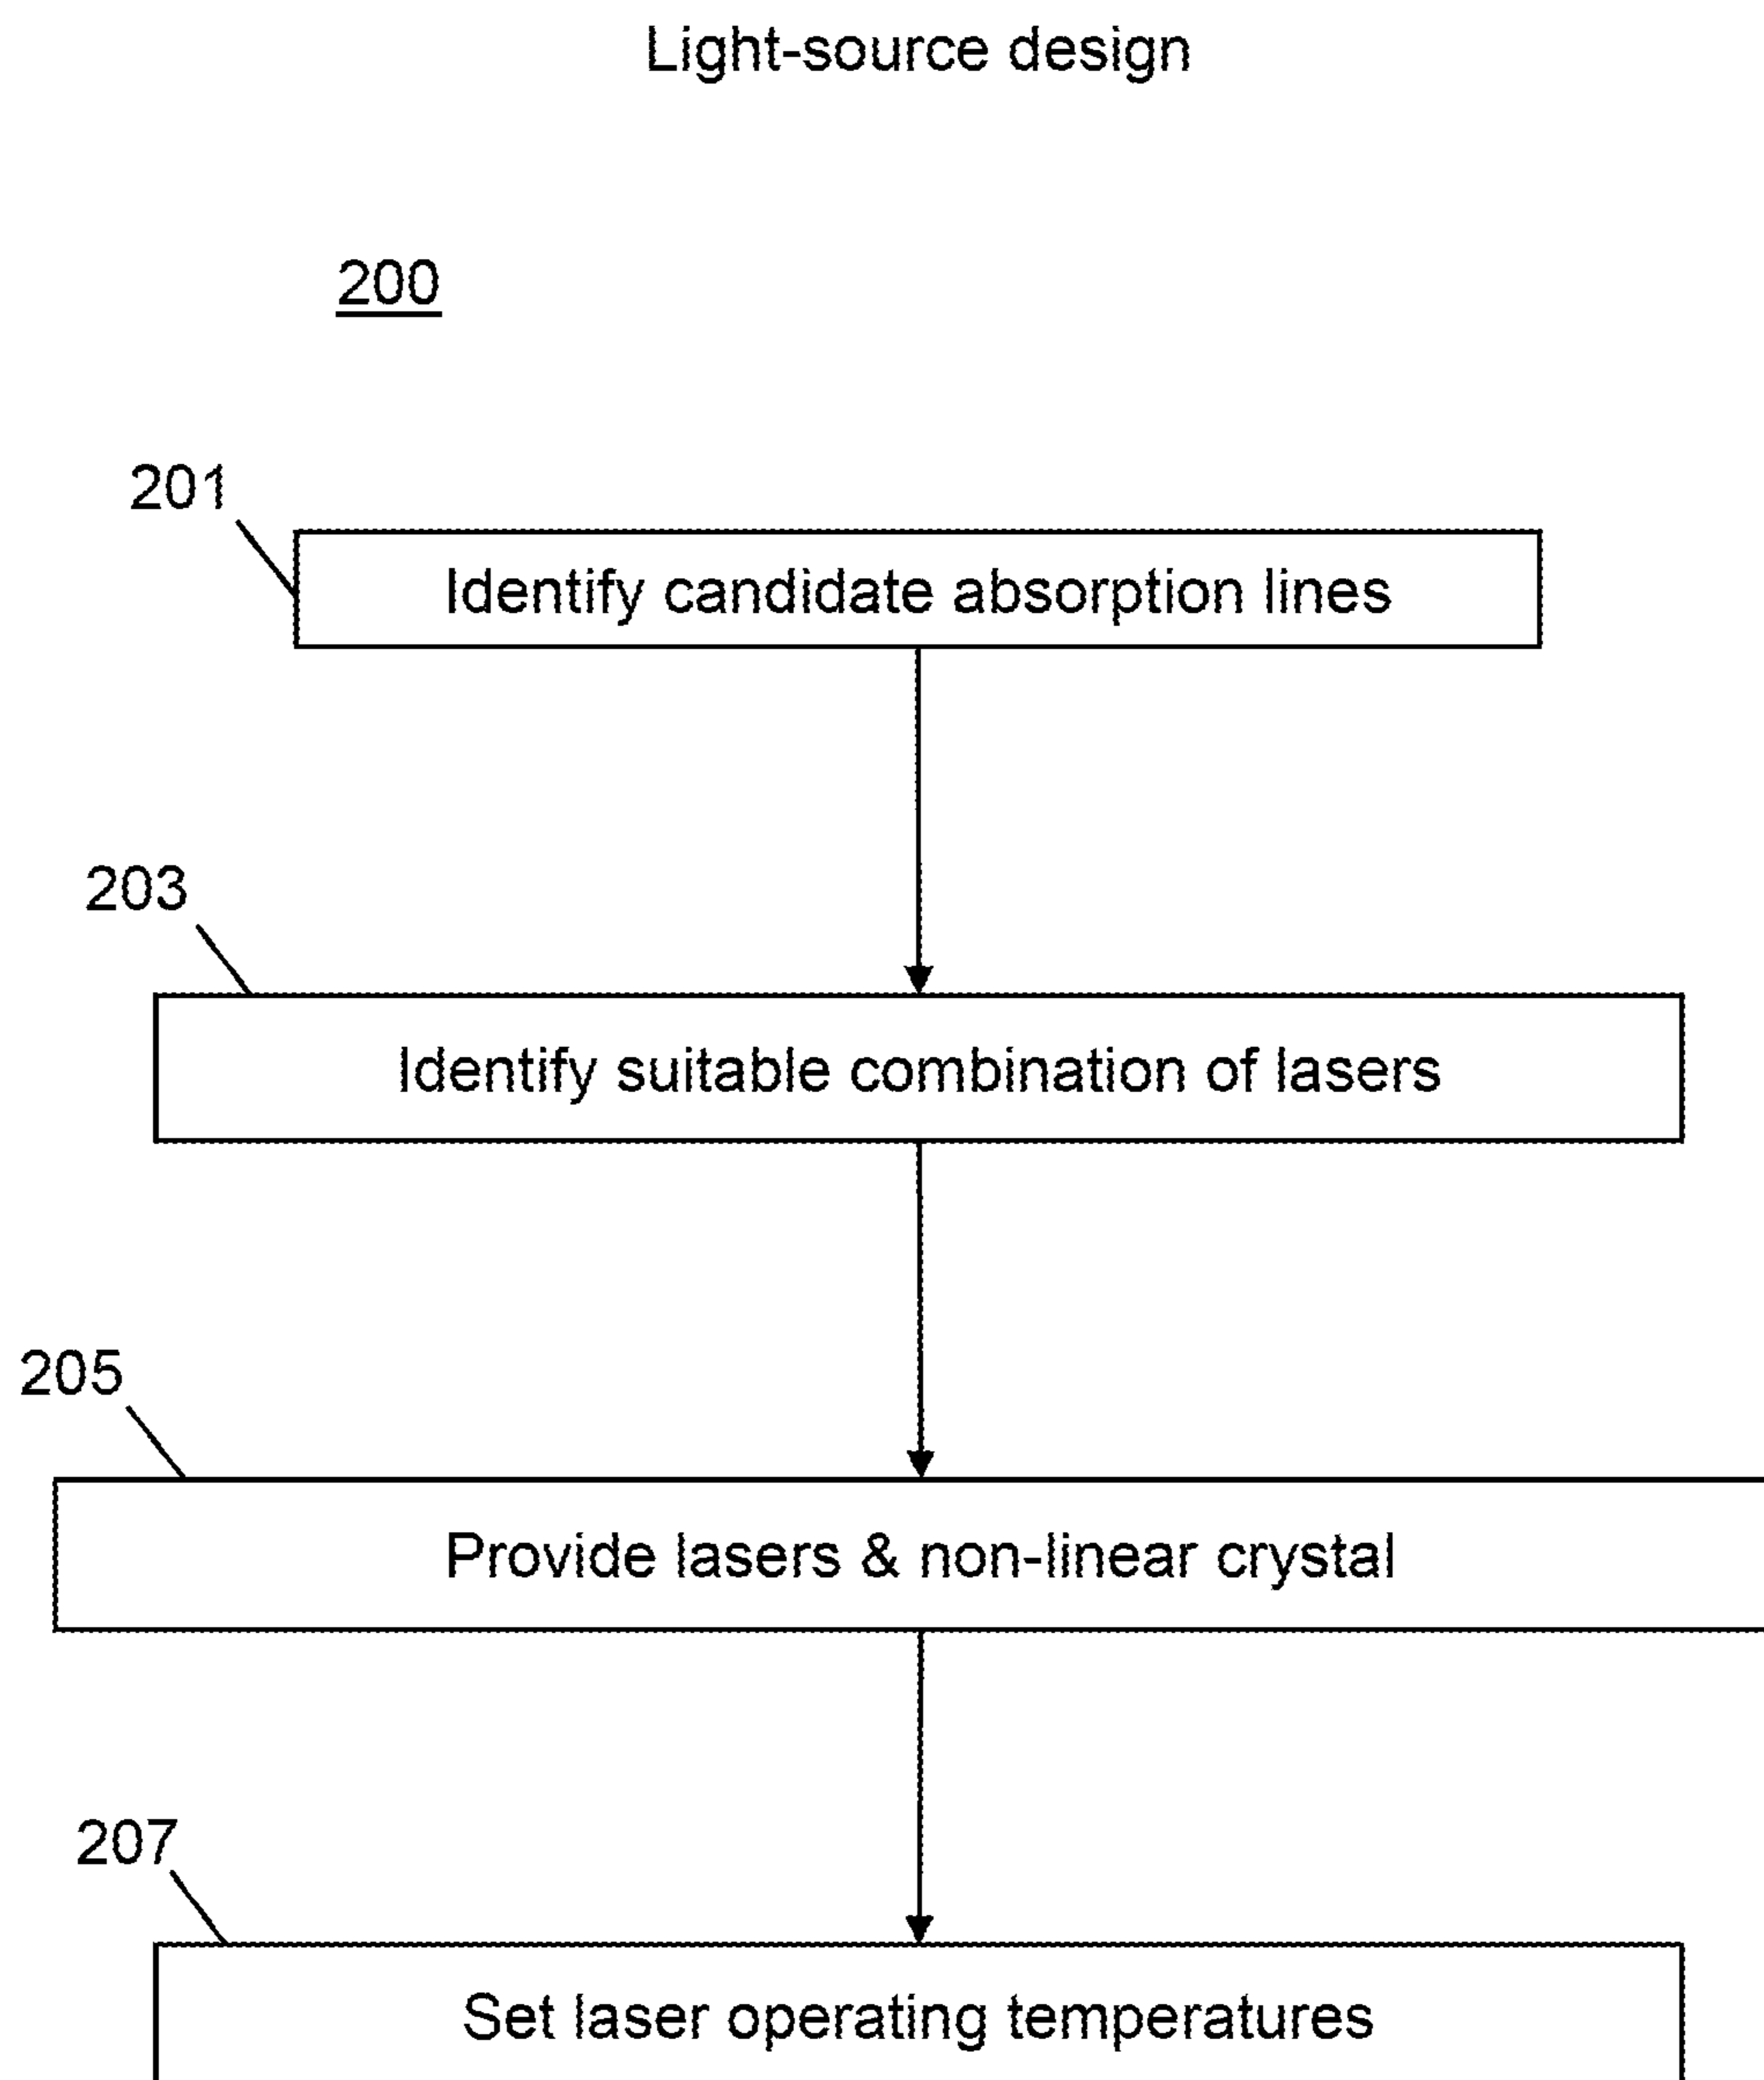 Light-source design
200
201
Identify candidate absorption lines
203
Identify suitable combination of lasers
205
Provide lasers & non-linear crystal
207
Set laser operating temperatures